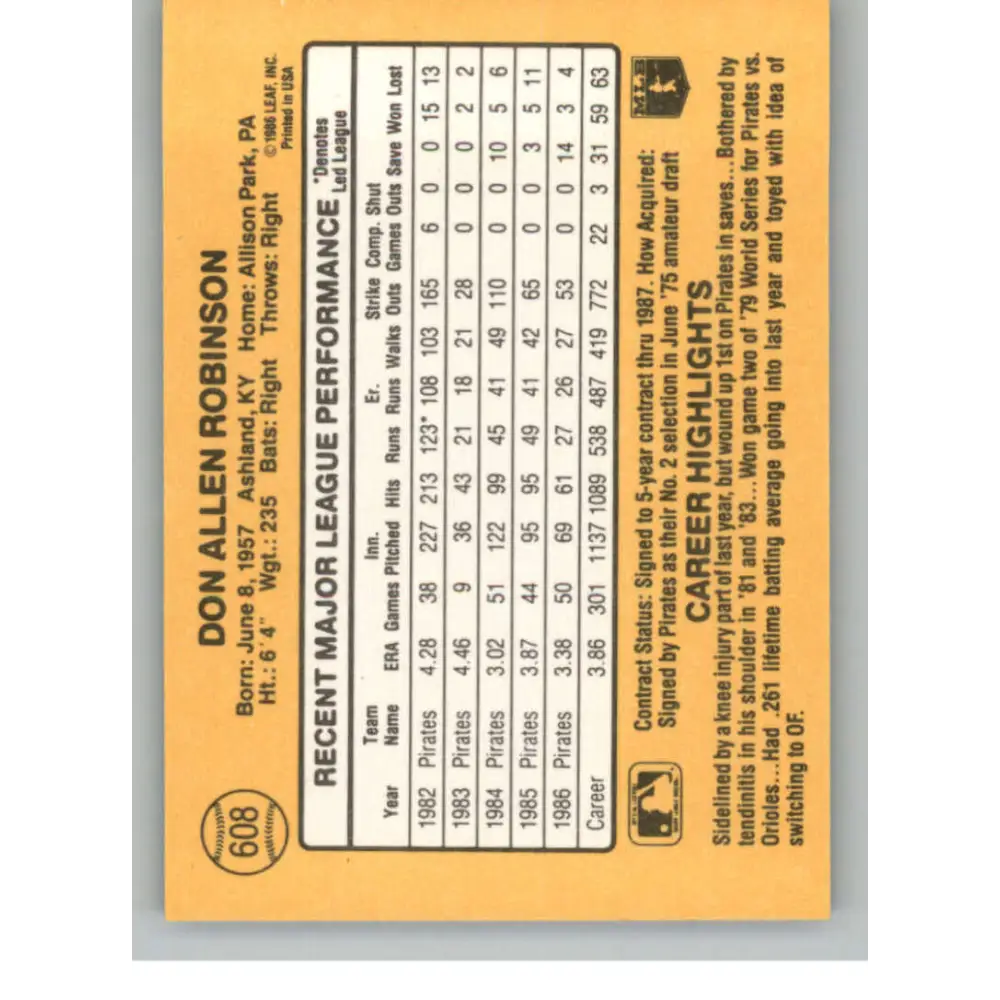 608
DON ALLEN ROBINSON
Born: June 8, 1957 Ashland, KY Home: Allison Park, PA
Ht.: 6'4" Wgt.: 235 Bats: Right Throws: Right
©1986 LEAF, INC.
Printed in USA
RECENT MAJOR LEAGUE PERFORMANCE *Denotes Led League
Year Team Name ERA Games Inn. Pitched Hits Runs Er. Runs Walks Strike Outs Comp. Games Shut Outs Save Won Lost
1982 Pirates 4.28 38 227 213 123* 108 103 165 6 0 0 15 13
1983 Pirates 4.46 9 36 43 21 18 21 28 0 0 0 2 2
1984 Pirates 3.02 51 122 99 45 41 49 110 0 0 10 5 6
1985 Pirates 3.87 44 95 95 49 41 42 65 0 0 3 5 11
1986 Pirates 3.38 50 69 61 27 26 27 53 0 0 14 3 4
Career 3.86 301 1137 1089 538 487 419 772 22 3 31 59 63
Contract Status: Signed to 5-year contract thru 1987. How Acquired:
Signed by Pirates as their No. 2 selection in June '75 amateur draft
MLB
CAREER HIGHLIGHTS
Sidelined by a knee injury part of last year, but wound up 1st on Pirates in saves...Bothered by
tendinitis in his shoulder in '81 and '83...Won game two of '79 World Series for Pirates vs.
Orioles...Had .261 lifetime batting average going into last year and toyed with idea of
switching to OF.